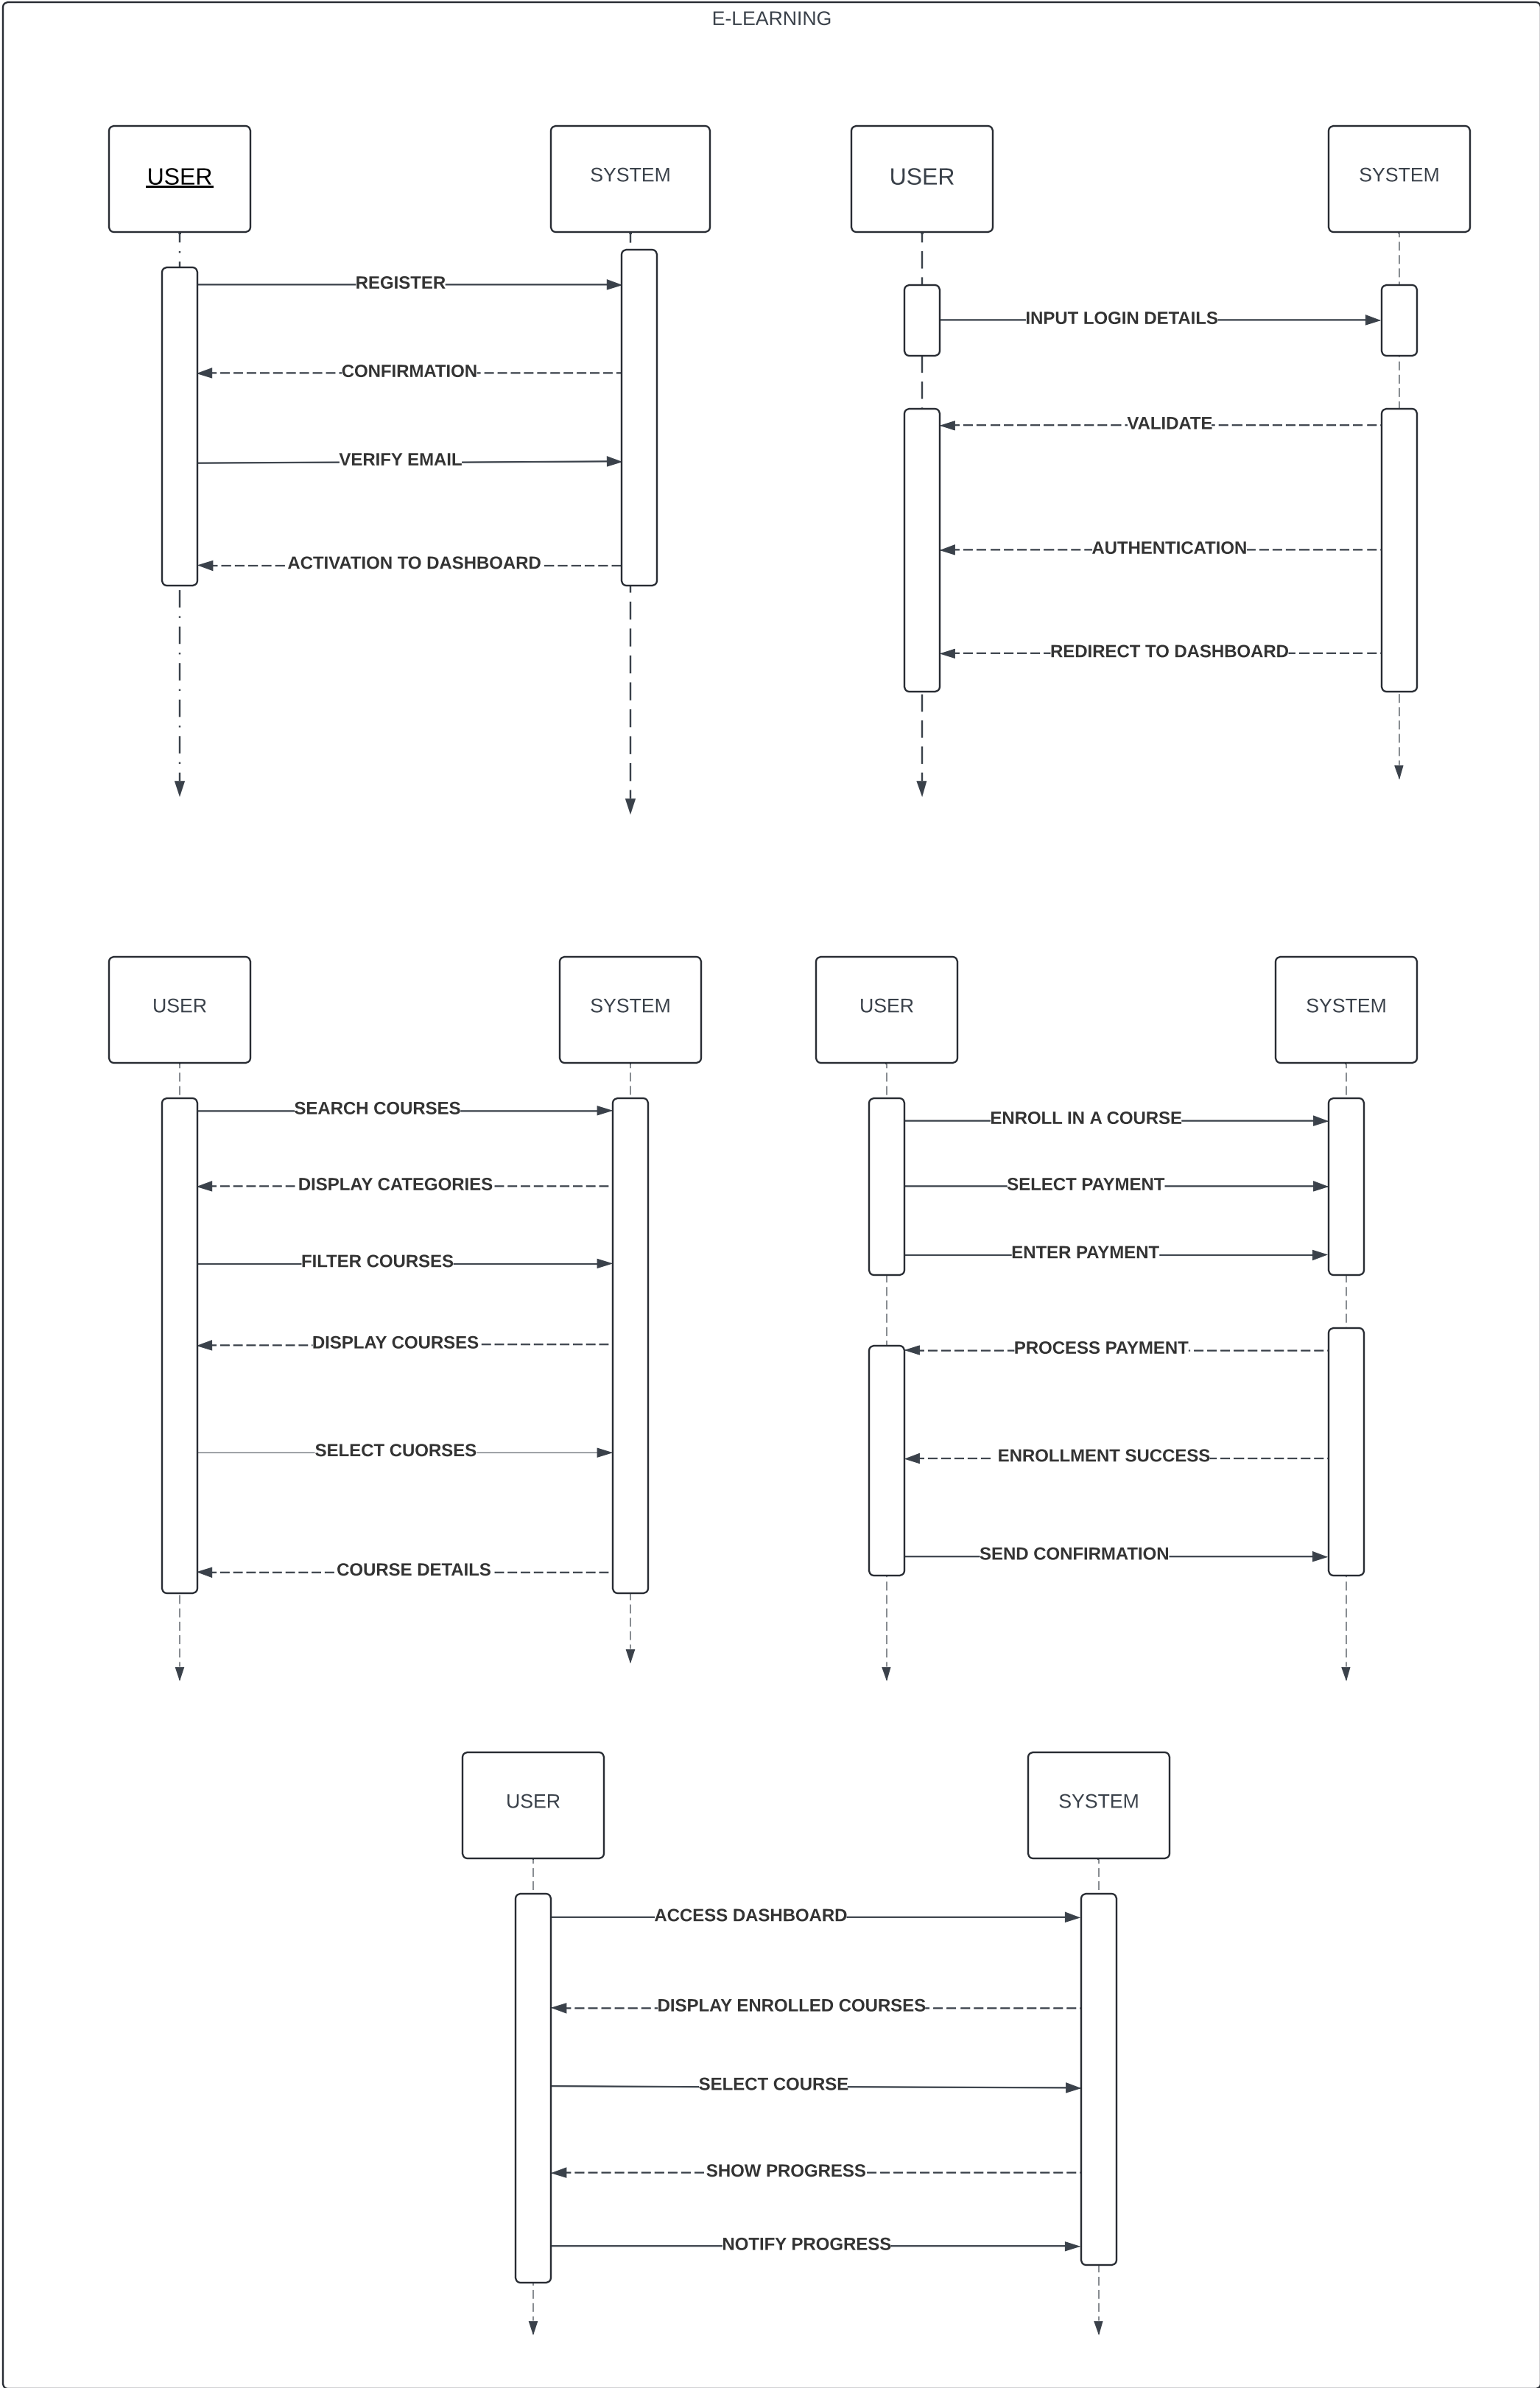 E-LEARNING
USER
SYSTEM
REGISTER
CONFIRMATION
VERIFY EMAIL
ACTIVATION TO DASHBOARD
USER
SYSTEM
INPUT LOGIN DETAILS
VALIDATE
AUTHENTICATION
REDIRECT TO DASHBOARD
USER
SYSTEM
SEARCH COURSES
DISPLAY CATEGORIES
FILTER COURSES
DISPLAY COURSES
SELECT CUORSES
COURSE DETAILS
USER
SYSTEM
ENROLL IN A COURSE
SELECT PAYMENT
ENTER PAYMENT
PROCESS PAYMENT
ENROLLMENT SUCCESS
SEND CONFIRMATION
USER
SYSTEM
ACCESS DASHBOARD
DISPLAY ENROLLED COURSES
SELECT COURSE
SHOW PROGRESS
NOTIFY PROGRESS